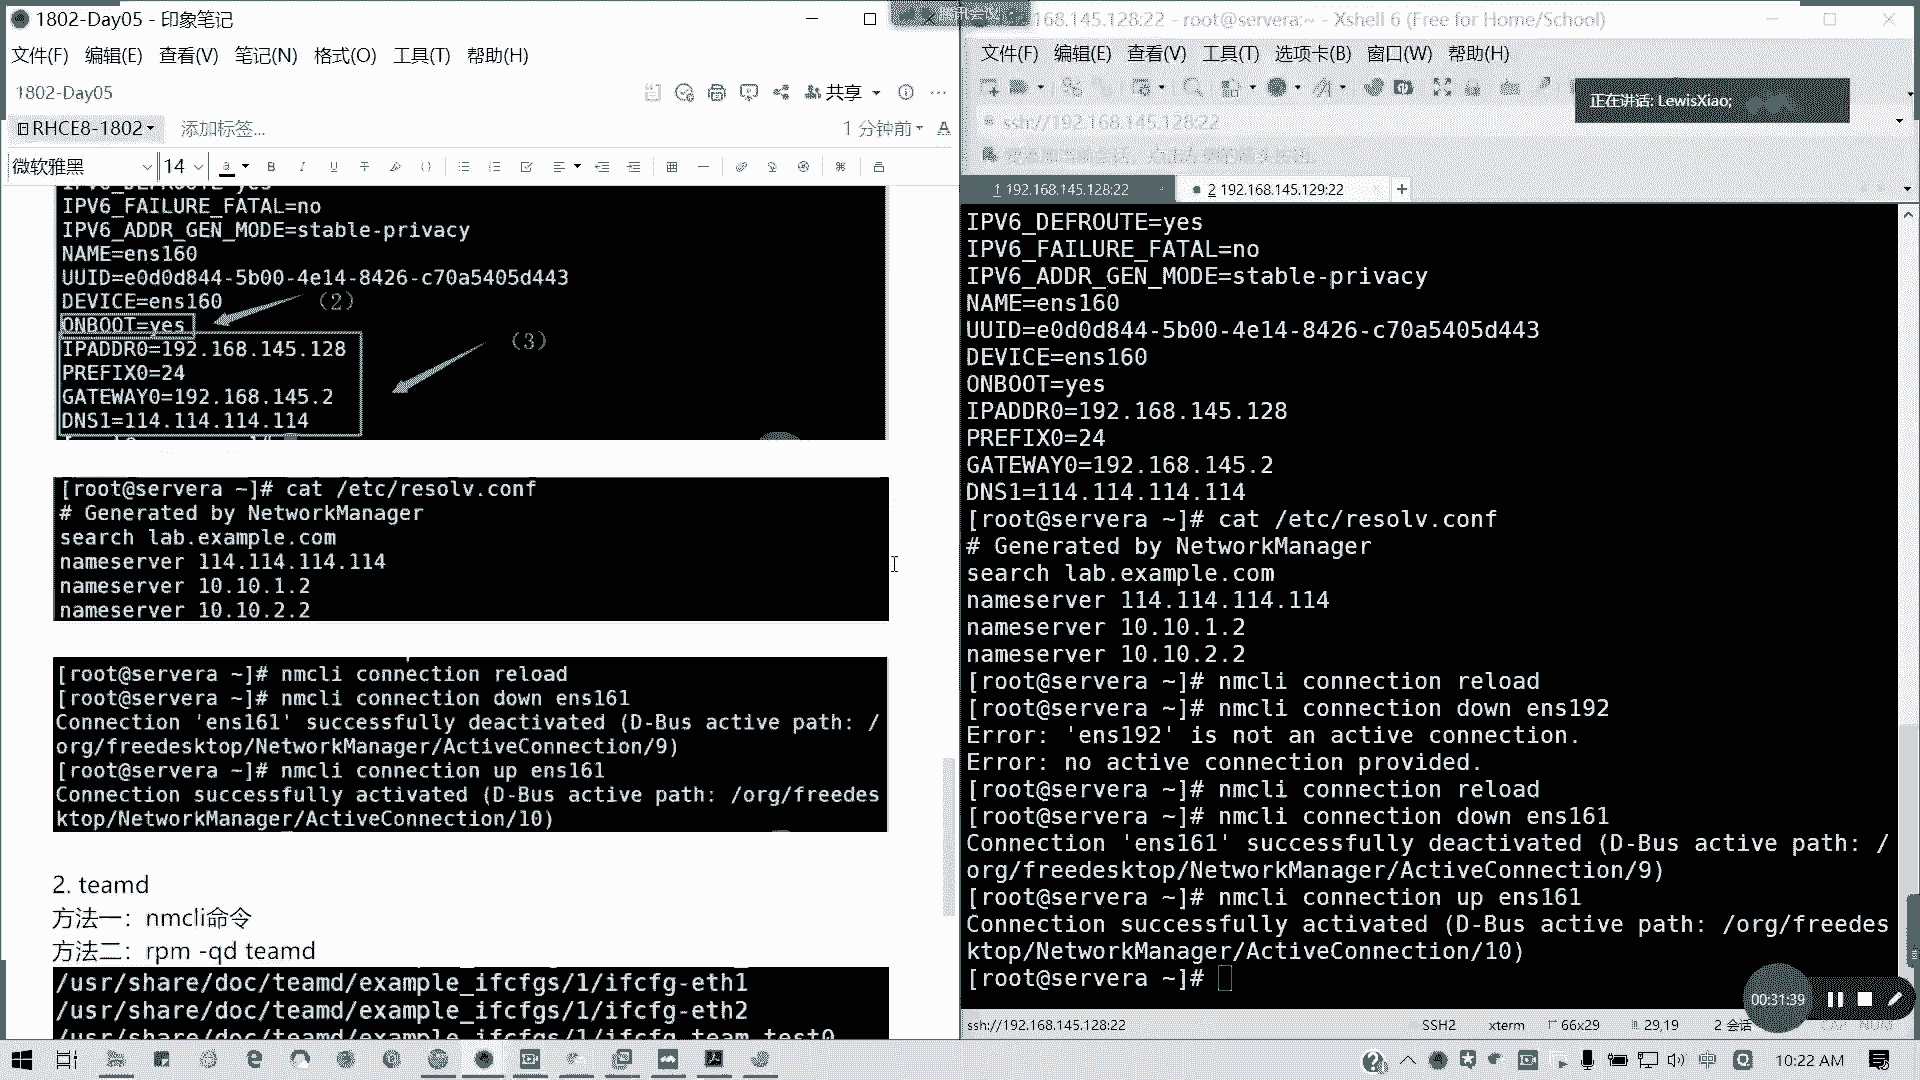 1802-Day05 - 印象笔记
文件(F) 编辑(E) 查看(V) 笔记(N) 格式(O) 工具(T) 帮助(H)
1802-Day05
共享
RHCE8-1802
添加标签...
1 分钟前
微软雅黑
14
IPV6_DEFROUTE=yes
IPV6_FAILURE_FATAL=no
IPV6_ADDR_GEN_MODE=stable-privacy
NAME=ens160
UUID=e0d0d844-5b00-4e14-8426-c70a5405d443
DEVICE=ens160
(2)
ONBOOT=yes
(3)
IPADDR0=192.168.145.128
PREFIX0=24
GATEWAY0=192.168.145.2
DNS1=114.114.114.114
[root@servera ~]# cat /etc/resolv.conf
# Generated by NetworkManager
search lab.example.com
nameserver 114.114.114.114
nameserver 10.10.1.2
nameserver 10.10.2.2
[root@servera ~]# nmcli connection reload
[root@servera ~]# nmcli connection down ens161
Connection 'ens161' successfully deactivated (D-Bus active path: /
org/freedesktop/NetworkManager/ActiveConnection/9)
[root@servera ~]# nmcli connection up ens161
Connection successfully activated (D-Bus active path: /org/freedes
ktop/NetworkManager/ActiveConnection/10)
2. teamd
方法一：nmcli命令
方法二：rpm -qd teamd
/usr/share/doc/teamd/example_ifcfgs/1/ifcfg-eth1
/usr/share/doc/teamd/example_ifcfgs/1/ifcfg-eth2
/usr/share/doc/teamd/example_ifcfgs/1/ifcfg-team_test0
168.145.128:22 - root@servera:~ - Xshell 6 (Free for Home/School)
文件(F) 编辑(E) 查看(V) 工具(T) 选项卡(B) 窗口(W) 帮助(H)
正在讲话: LewisXiao;
ssh://192.168.145.128:22
1 192.168.145.128:22
2 192.168.145.129:22
IPV6_DEFROUTE=yes
IPV6_FAILURE_FATAL=no
IPV6_ADDR_GEN_MODE=stable-privacy
NAME=ens160
UUID=e0d0d844-5b00-4e14-8426-c70a5405d443
DEVICE=ens160
ONBOOT=yes
IPADDR0=192.168.145.128
PREFIX0=24
GATEWAY0=192.168.145.2
DNS1=114.114.114.114
[root@servera ~]# cat /etc/resolv.conf
# Generated by NetworkManager
search lab.example.com
nameserver 114.114.114.114
nameserver 10.10.1.2
nameserver 10.10.2.2
[root@servera ~]# nmcli connection reload
[root@servera ~]# nmcli connection down ens192
Error: 'ens192' is not an active connection.
Error: no active connection provided.
[root@servera ~]# nmcli connection reload
[root@servera ~]# nmcli connection down ens161
Connection 'ens161' successfully deactivated (D-Bus active path: /
org/freedesktop/NetworkManager/ActiveConnection/9)
[root@servera ~]# nmcli connection up ens161
Connection successfully activated (D-Bus active path: /org/freedes
ktop/NetworkManager/ActiveConnection/10)
[root@servera ~]#
00:31:39
ssh://192.168.145.128:22 SSH2 xterm 66x29 29,19 2 会话 CAP NUM
中
10:22 AM